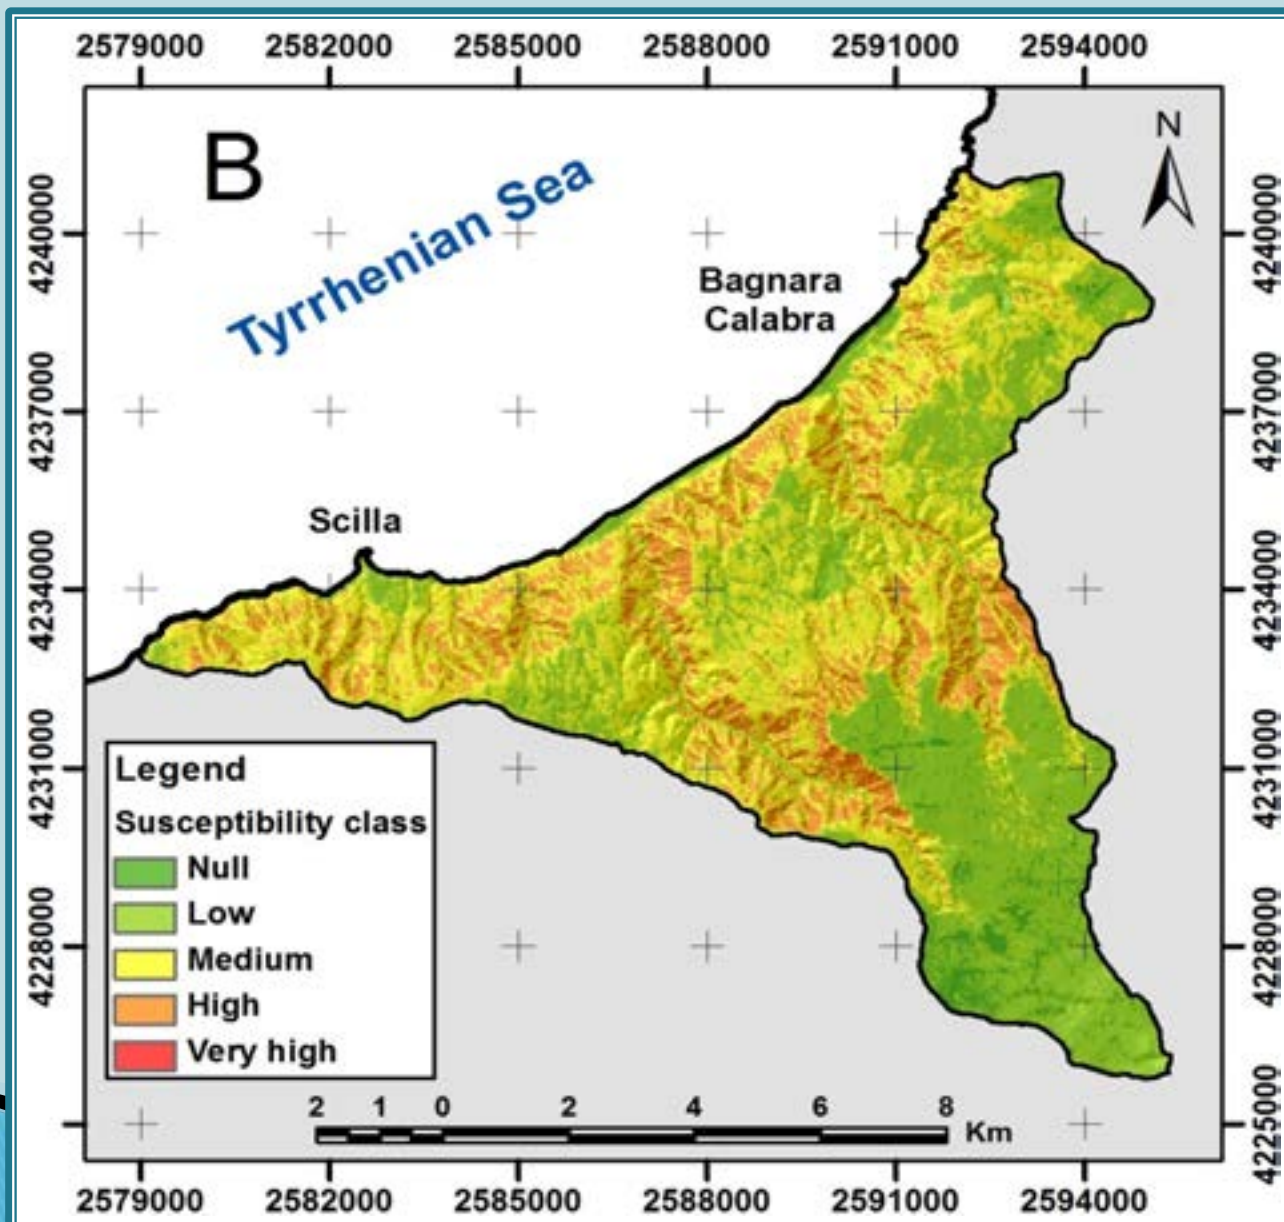 2579000 2582000 2585000 2588000 2591000 2594000
N
B
Tyrrhenian Sea
4240000
4240000
Bagnara
Calabra
4237000
4237000
Scilla
4234000
4234000
4231000
4231000
Legend
Susceptibility class
Null
Low
Medium
High
Very high
4228000
4228000
2 1 0 2 4 6 8
Km
4225000
2579000 2582000 2585000 2588000 2591000 2594000